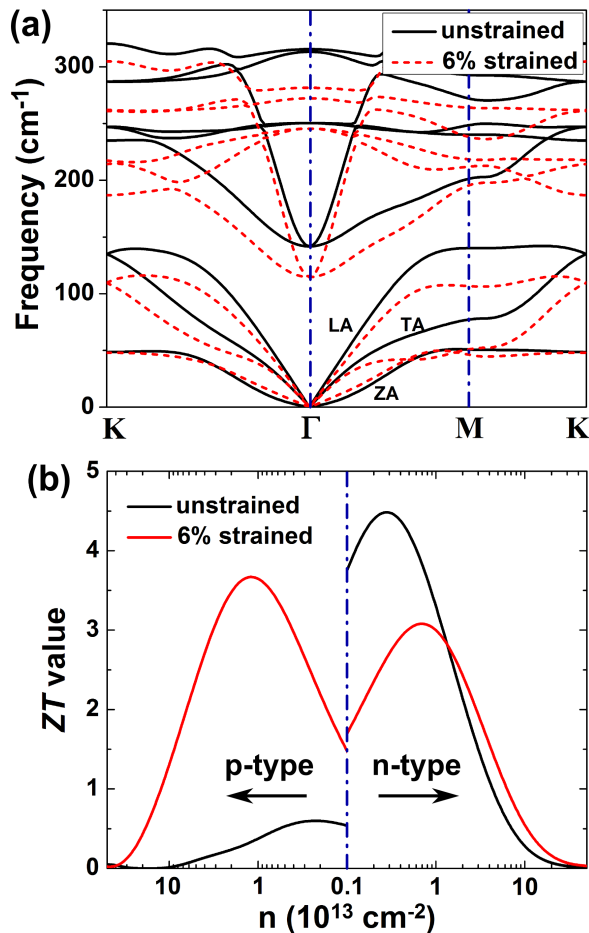 (a)
unstrained
6% strained
Frequency (cm⁻¹)
300
200
100
0
LA
TA
ZA
K
Γ
M
K
(b)
unstrained
6% strained
ZT value
5
4
3
2
1
0
p-type
n-type
10
1
0.1
1
10
n (10¹³ cm⁻²)